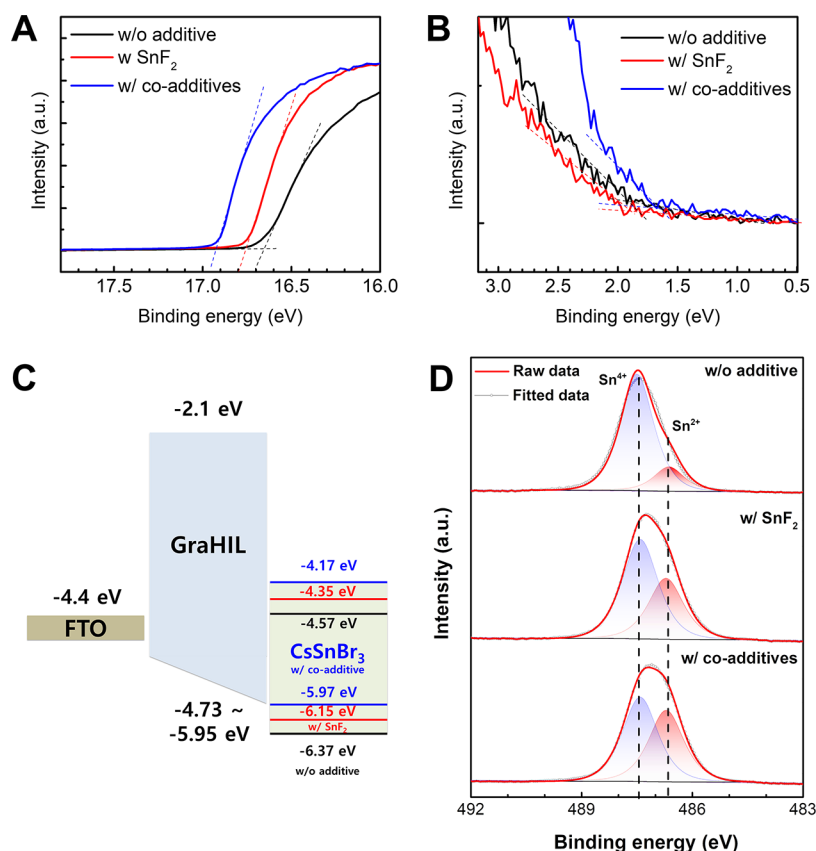 A
w/o additive
w SnF2
w/ co-additives
Intensity (a.u.)
17.5
17.0
16.5
16.0
Binding energy (eV)
B
w/o additive
w/ SnF2
w/ co-additives
Intensity (a.u.)
3.0
2.5
2.0
1.5
1.0
0.5
Binding energy (eV)
C
-2.1 eV
GraHIL
-4.4 eV
FTO
-4.73 ~
-5.95 eV
-4.17 eV
-4.35 eV
-4.57 eV
CsSnBr3
w/ co-additive
-5.97 eV
-6.15 eV
w/ SnF2
-6.37 eV
w/o additive
D
Raw data
Fitted data
Sn4+
w/o additive
Sn2+
w/ SnF2
w/ co-additives
Intensity (a.u.)
492
489
486
483
Binding energy (eV)